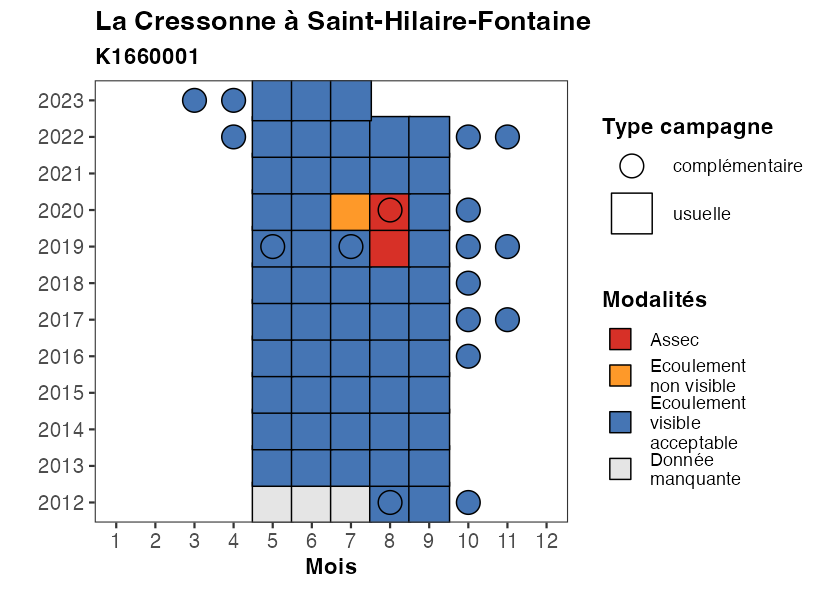 La Cressonne à Saint-Hilaire-Fontaine
K1660001
2023
2022
2021
2020
2019
2018
2017
2016
2015
2014
2013
2012
1 2 3 4 5 6 7 8 9 10 11 12
Mois
Type campagne
complémentaire
usuelle
Modalités
Assec
Ecoulement
non visible
Ecoulement
visible
acceptable
Donnée
manquante